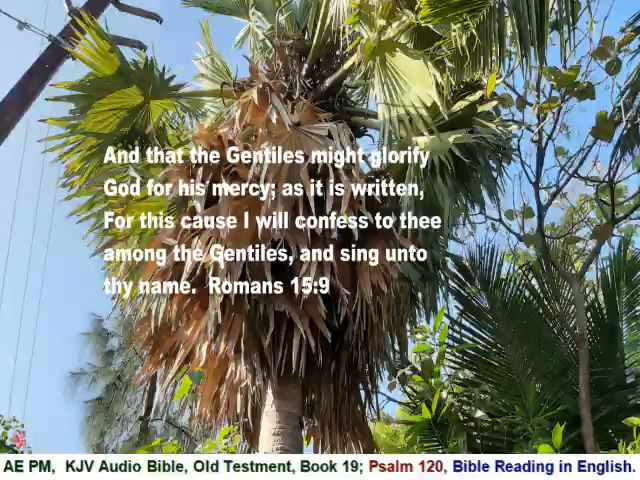 And that the Gentiles might glorify
God for his mercy; as it is written,
For this cause I will confess to thee
among the Gentiles, and sing unto
thy name.  Romans 15:9
AE PM,  KJV Audio Bible, Old Testment, Book 19; Psalm 120, Bible Reading in English.